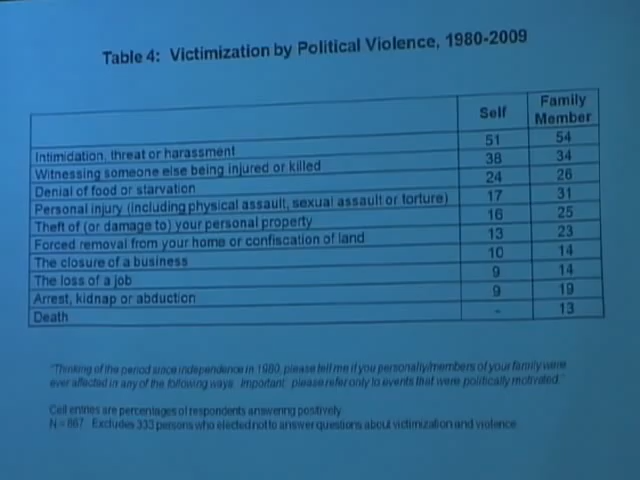 Table 4: Victimization by Political Violence, 1980-2009
Self Family Member
Intimidation, threat or harassment 51 54
Witnessing someone else being injured or killed 38 34
Denial of food or starvation 24 26
Personal injury (including physical assault, sexual assault or torture) 17 31
Theft of (or damage to) your personal property 16 25
Forced removal from your home or confiscation of land 13 23
The closure of a business 10 14
The loss of a job 9 14
Arrest, kidnap or abduction 9 19
Death - 13
"Thinking of the period since independence in 1980, please tell me if you personally/members of your family were
ever affected in any of the following ways. Important: please refer only to events that were politically motivated."
Cell entries are percentages of respondents answering positively
N = 867 Excludes 333 persons who elected not to answer questions about victimization and violence